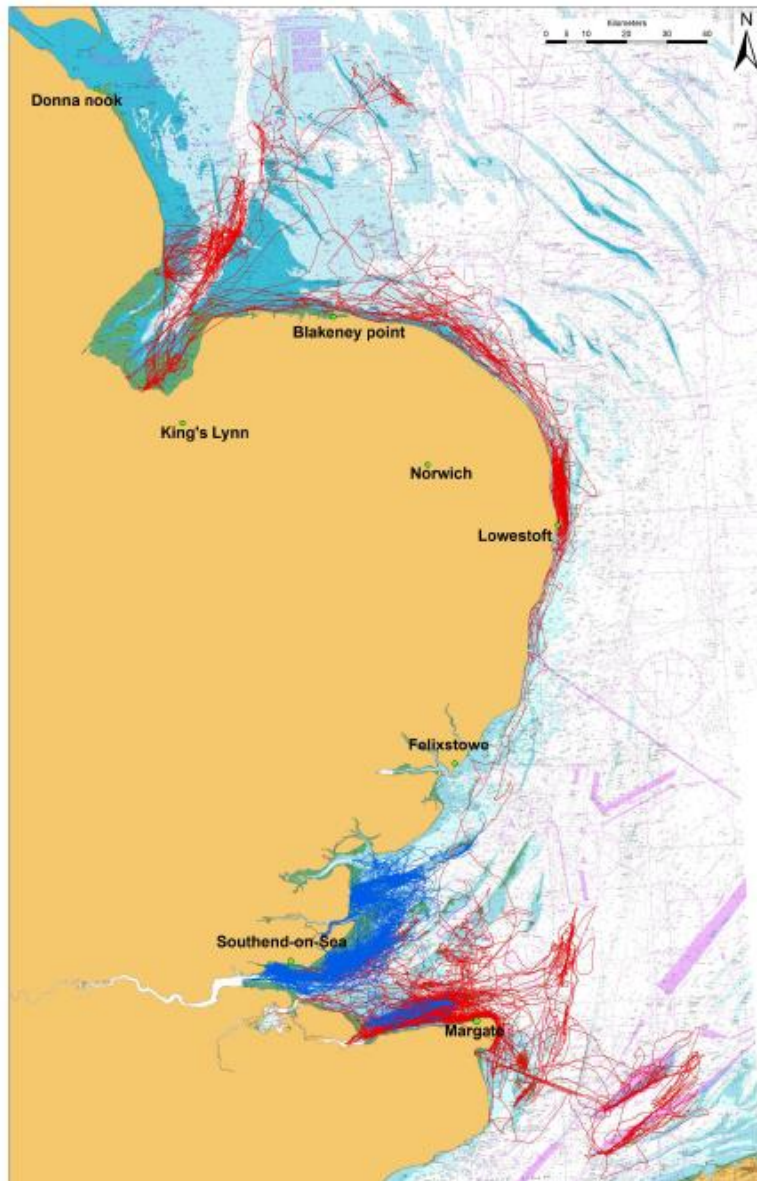 Kilometers
N
0 5 10 20 30 40
Donna nook
Blakeney point
King's Lynn
Norwich
Lowestoft
Felixstowe
Southend-on-Sea
Margate